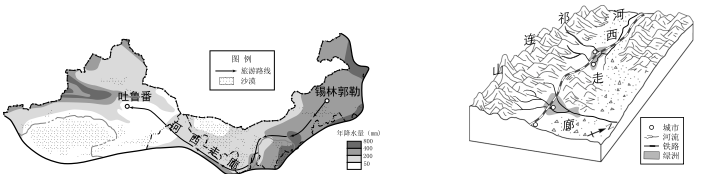 图 例
旅游路线
沙漠
吐鲁番
锡林郭勒
河西走廊
年降水量 (mm)
800
400
200
50
祁连山
河西走廊
城市
河流
铁路
绿洲